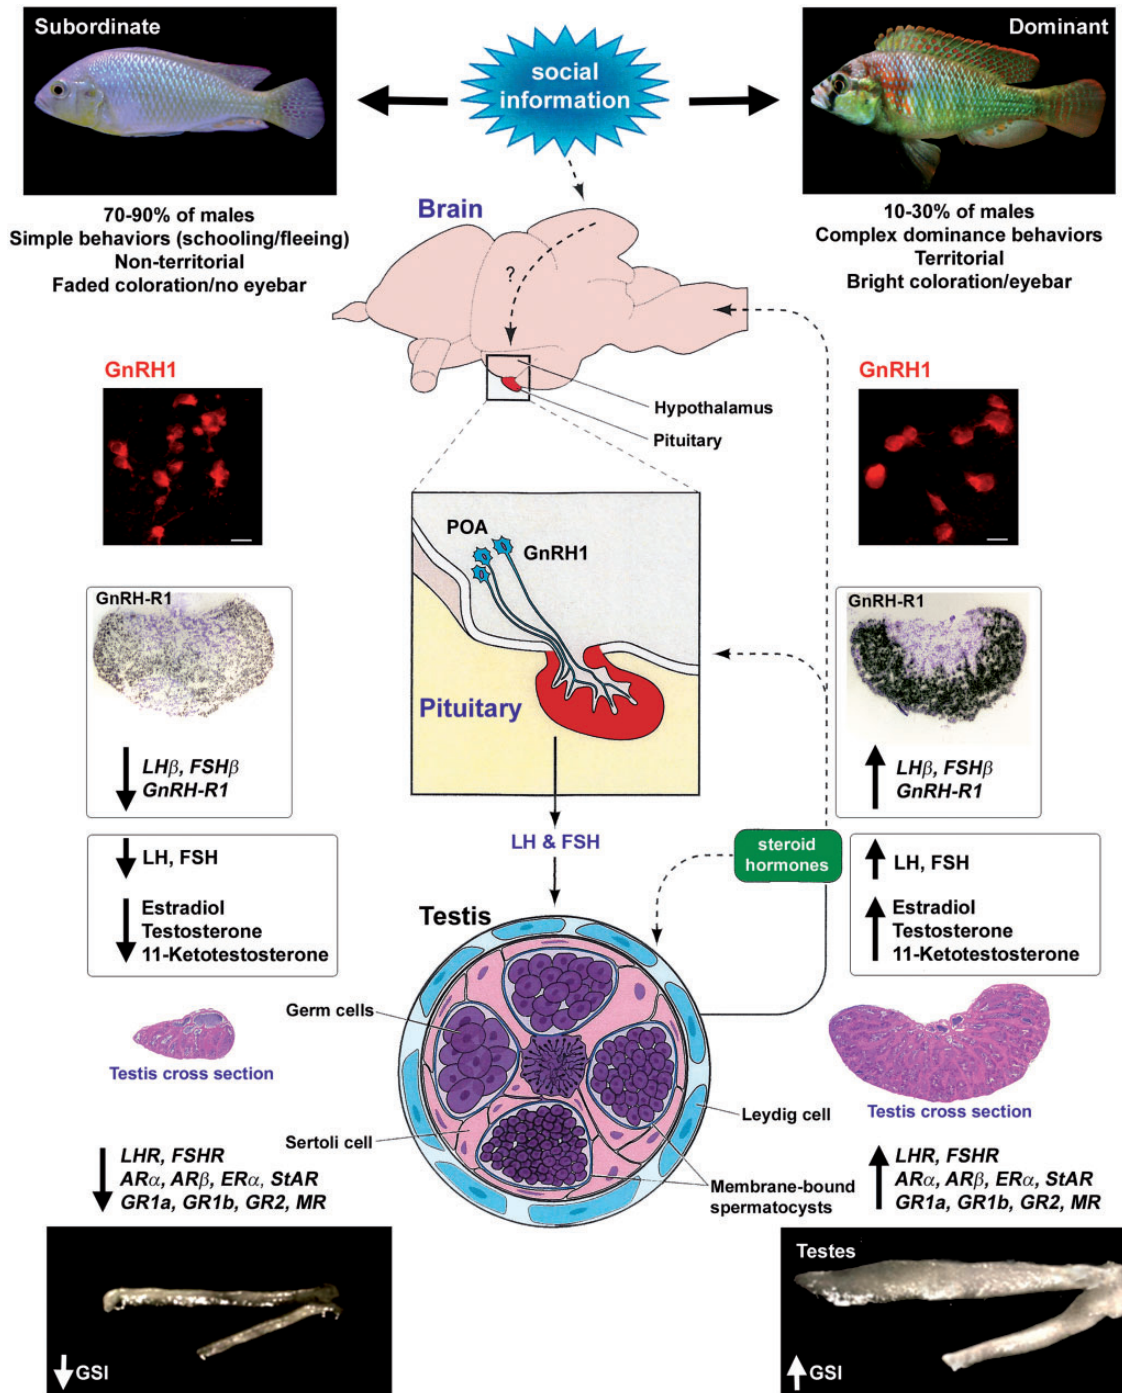 Subordinate
social
information
Dominant
70-90% of males
Simple behaviors (schooling/fleeing)
Non-territorial
Faded coloration/no eyebar
Brain
?
10-30% of males
Complex dominance behaviors
Territorial
Bright coloration/eyebar
GnRH1
Hypothalamus
Pituitary
GnRH1
GnRH-R1
LHβ, FSHβ
GnRH-R1
POA
GnRH1
Pituitary
GnRH-R1
LHβ, FSHβ
GnRH-R1
LH, FSH
Estradiol
Testosterone
11-Ketotestosterone
LH & FSH
steroid
hormones
LH, FSH
Estradiol
Testosterone
11-Ketotestosterone
Testis
Germ cells
Sertoli cell
Leydig cell
Membrane-bound
spermatocysts
Testis cross section
Testis cross section
LHR, FSHR
ARα, ARβ, ERα, StAR
GR1a, GR1b, GR2, MR
LHR, FSHR
ARα, ARβ, ERα, StAR
GR1a, GR1b, GR2, MR
GSI
Testes
GSI